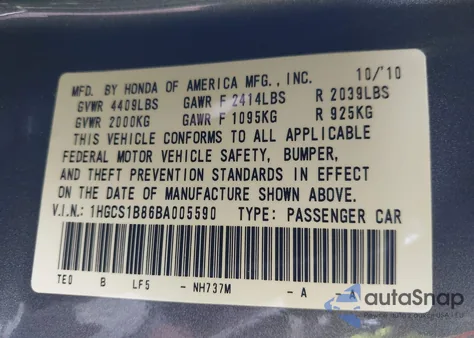 MFD. BY HONDA OF AMERICA MFG., INC. 10/'10
GVWR 4409LBS GAWR F 2414LBS R 2039LBS
GVWR 2000KG GAWR F 1095KG R 925KG
THIS VEHICLE CONFORMS TO ALL APPLICABLE
FEDERAL MOTOR VEHICLE SAFETY, BUMPER,
AND THEFT PREVENTION STANDARDS IN EFFECT
ON THE DATE OF MANUFACTURE SHOWN ABOVE.
V.I.N.: 1HGCS1B86BA005590 TYPE: PASSENGER CAR
TE0 B LF5 -NH737M -A -A
autoSnap